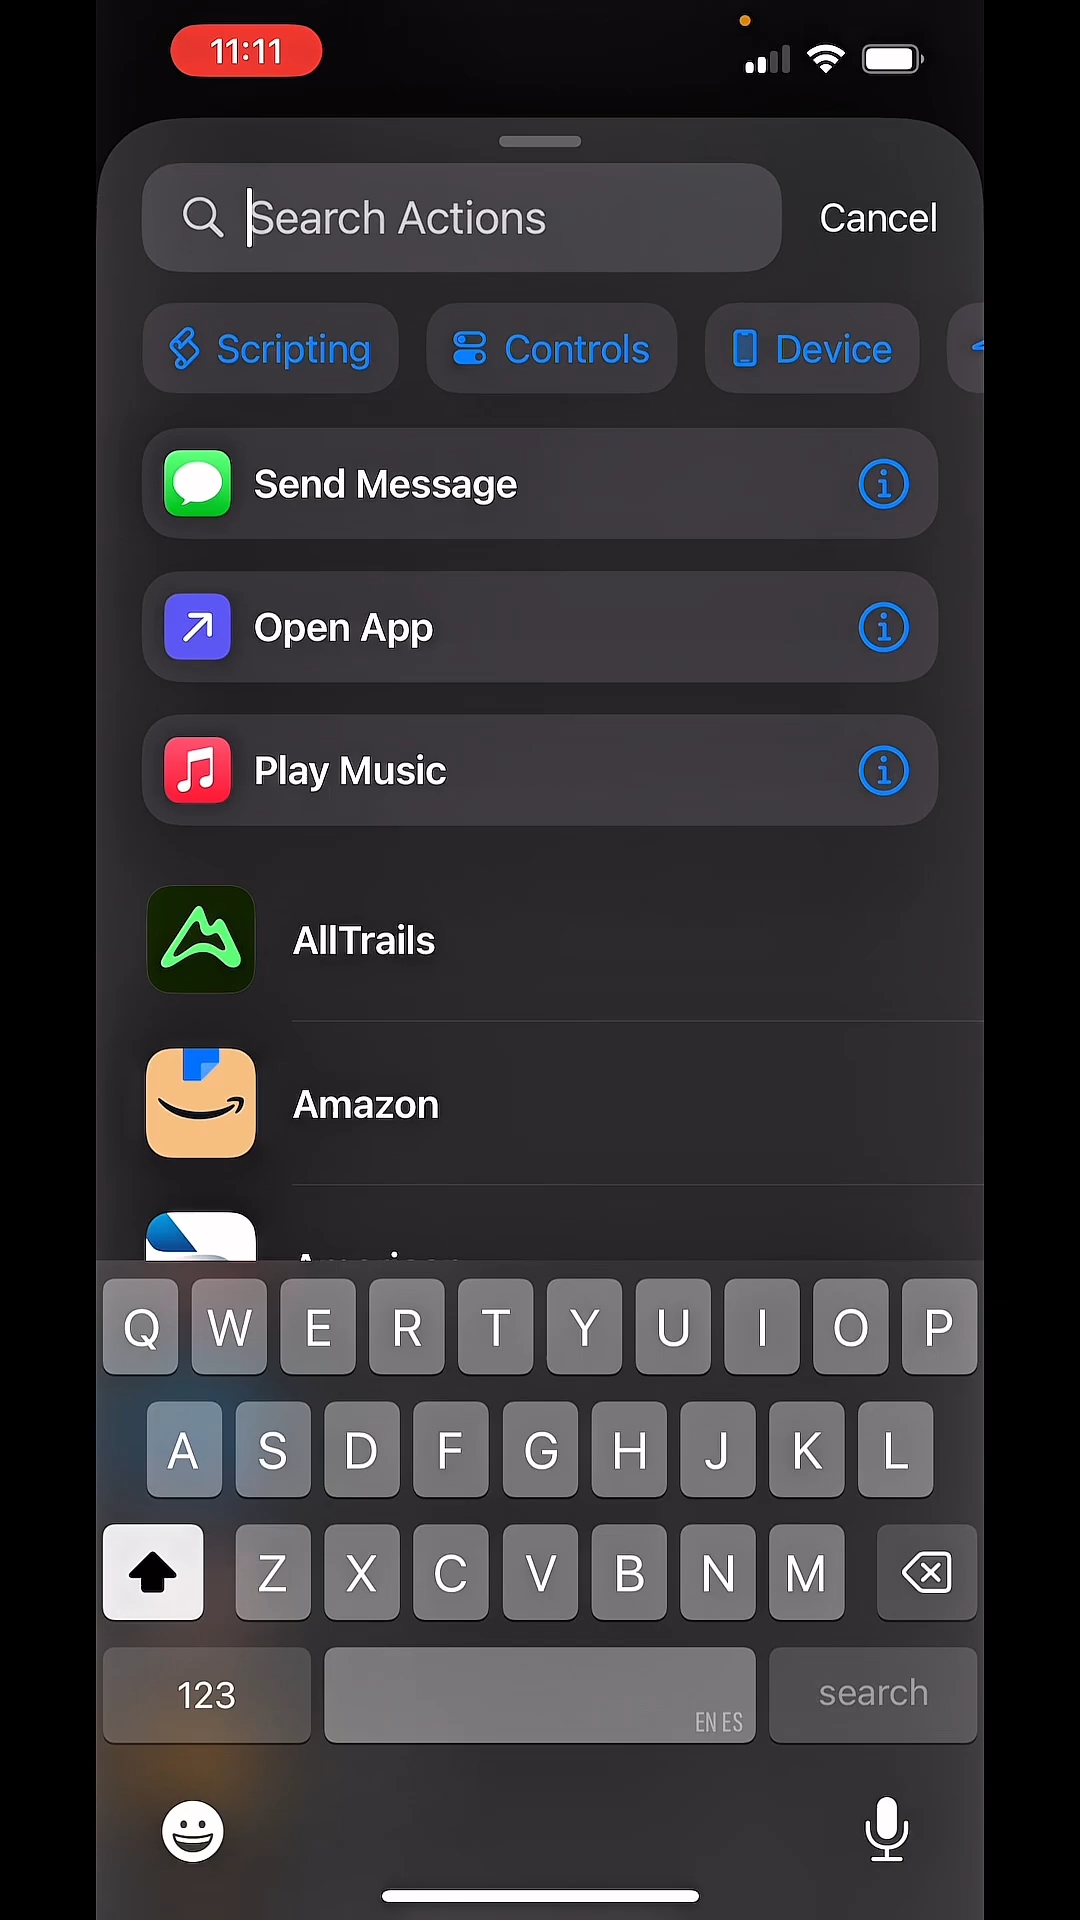 11:11
Search Actions
Cancel
Scripting
Controls
Device
Send Message
Open App
Play Music
AllTrails
Amazon
Q W E R T Y U I O P
A S D F G H J K L
Z X C V B N M
123
EN ES
search